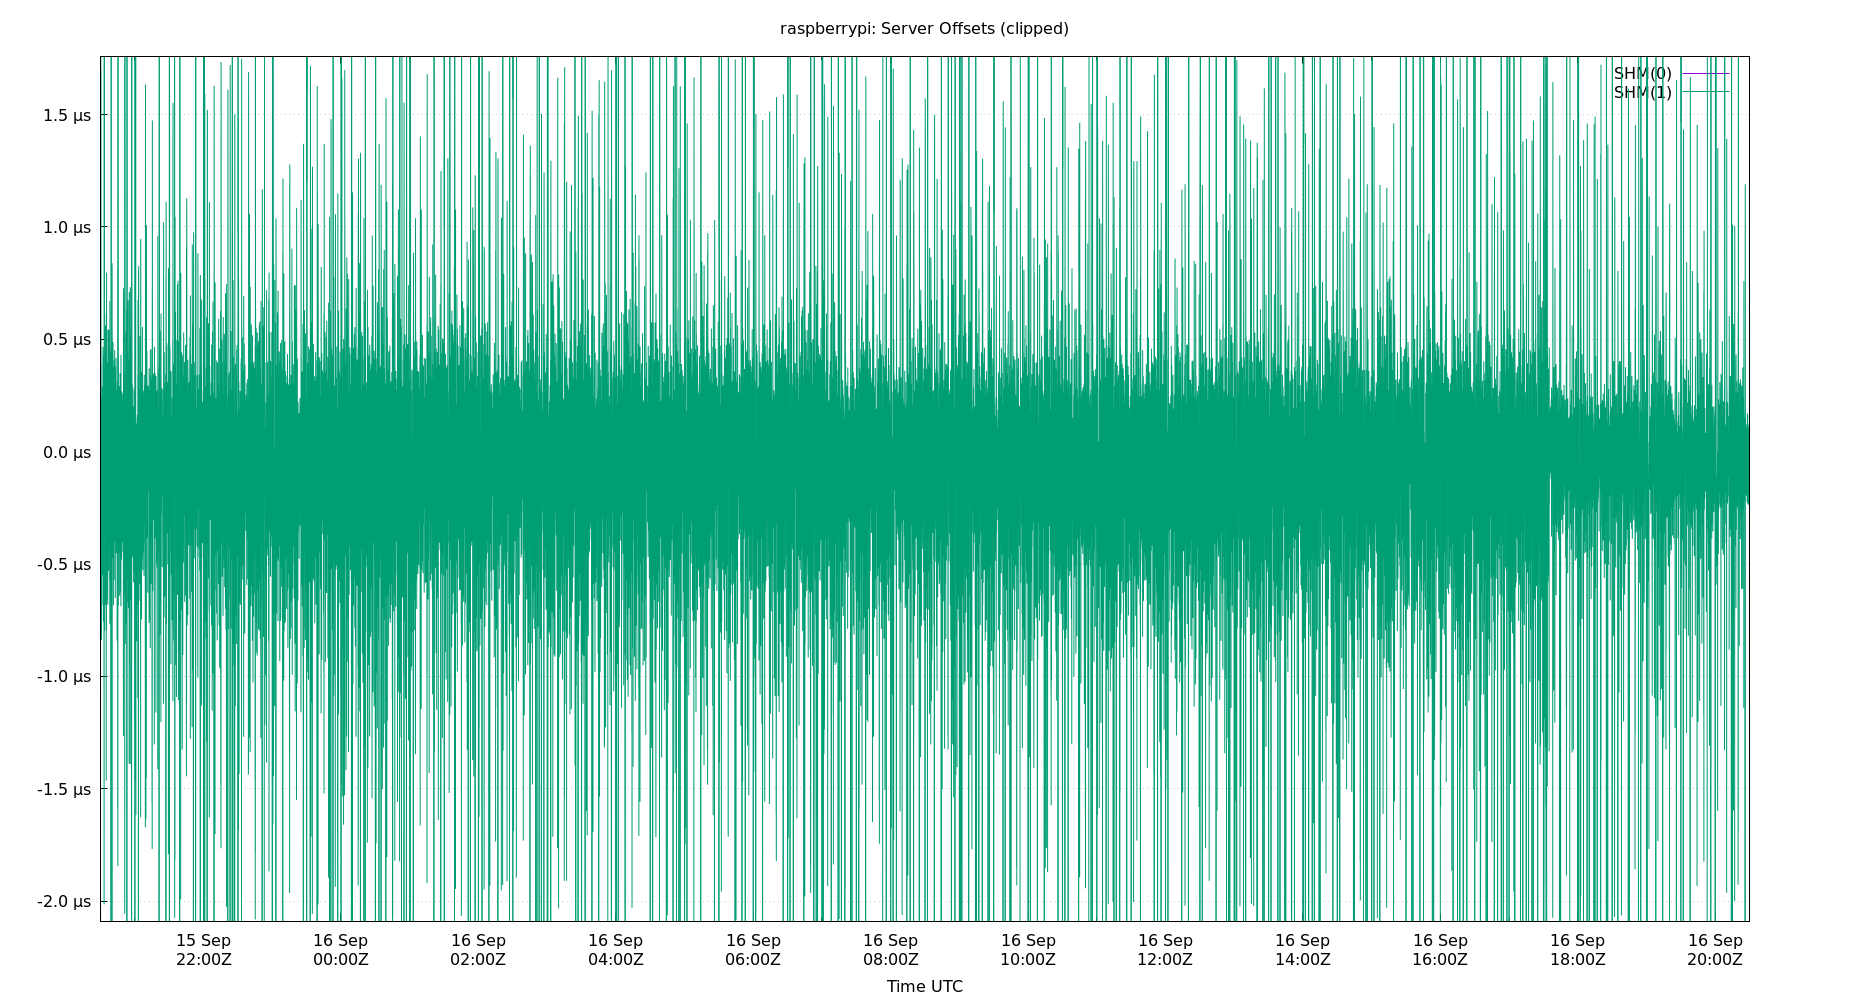 raspberrypi: Server Offsets (clipped)
SHM(0)
SHM(1)
1.5 µs
1.0 µs
0.5 µs
0.0 µs
-0.5 µs
-1.0 µs
-1.5 µs
-2.0 µs
15 Sep 16 Sep 16 Sep 16 Sep 16 Sep 16 Sep 16 Sep 16 Sep 16 Sep 16 Sep 16 Sep 16 Sep
22:00Z 00:00Z 02:00Z 04:00Z 06:00Z 08:00Z 10:00Z 12:00Z 14:00Z 16:00Z 18:00Z 20:00Z
Time UTC